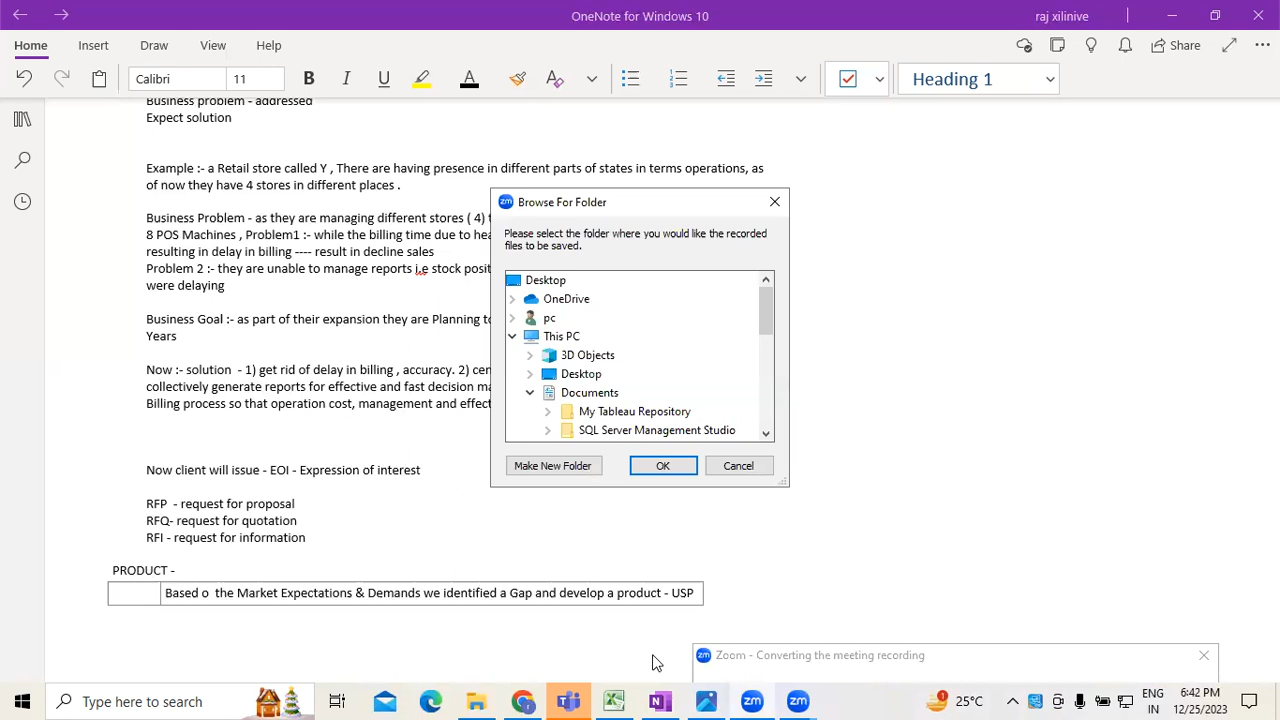 OneNote for Windows 10
raj xilinive
Home Insert Draw View Help
Share
Calibri 11 B I U A Heading 1
Business problem - addressed
Expect solution
Example :- a Retail store called Y , There are having presence in different parts of states in terms operations, as
of now they have 4 stores in different places .
Business Problem - as they are managing different stores ( 4)
8 POS Machines , Problem1 :- while the billing time due to
resulting in delay in billing ---- result in decline sales
Problem 2 :- they are unable to manage reports i.e stock
were delaying
Business Goal :- as part of their expansion they are Planning
Years
Now :- solution - 1) get rid of delay in billing , accuracy. 2)
collectively generate reports for effective and fast decision
Billing process so that operation cost, management and
Now client will issue - EOI - Expression of interest
RFP - request for proposal
RFQ- request for quotation
RFI - request for information
PRODUCT -
Based o the Market Expectations & Demands we identified a Gap and develop a product - USP
zm Browse For Folder
Please select the folder where you would like the recorded
files to be saved.
Desktop
OneDrive
pc
This PC
3D Objects
Desktop
Documents
My Tableau Repository
SQL Server Management Studio
Make New Folder OK Cancel
zm Zoom - Converting the meeting recording
Type here to search
zm zm
1 25°C
ENG
IN
6:42 PM
12/25/2023